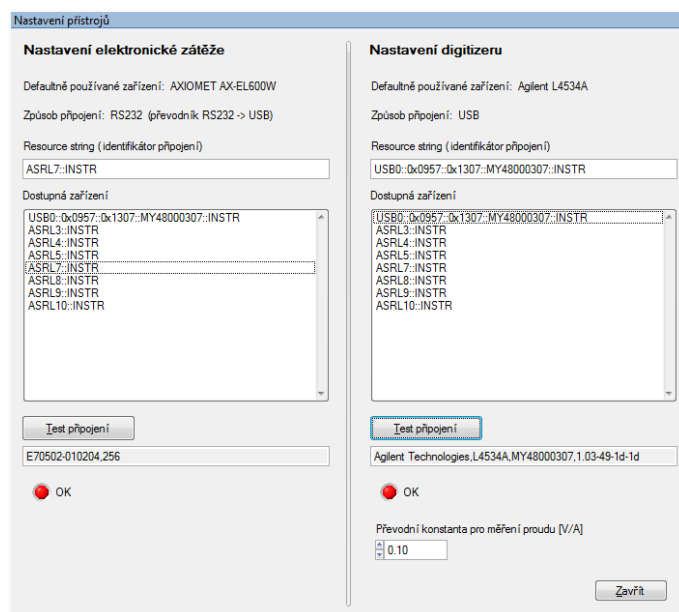 Nastavení přístrojů
Nastavení elektronické zátěže
Defaultně používané zařízení: AXIOMET AX-EL600W
Způsob připojení: RS232 (převodník RS232 -> USB)
Resource string (identifikátor připojení)
ASRL7::INSTR
Dostupná zařízení
USB0::0x0957::0x1307::MY48000307::INSTR
ASRL3::INSTR
ASRL4::INSTR
ASRL5::INSTR
ASRL7::INSTR
ASRL8::INSTR
ASRL9::INSTR
ASRL10::INSTR
Test připojení
E70502-010204,256
OK
Nastavení digitizeru
Defaultně používané zařízení: Agilent L4534A
Způsob připojení: USB
Resource string (identifikátor připojení)
USB0::0x0957::0x1307::MY48000307::INSTR
Dostupná zařízení
USB0::0x0957::0x1307::MY48000307::INSTR
ASRL3::INSTR
ASRL4::INSTR
ASRL5::INSTR
ASRL7::INSTR
ASRL8::INSTR
ASRL9::INSTR
ASRL10::INSTR
Test připojení
Agilent Technologies,L4534A,MY48000307,1.03-49-1d-1d
OK
Převodní konstanta pro měření proudu [V/A]
0.10
Zavřít